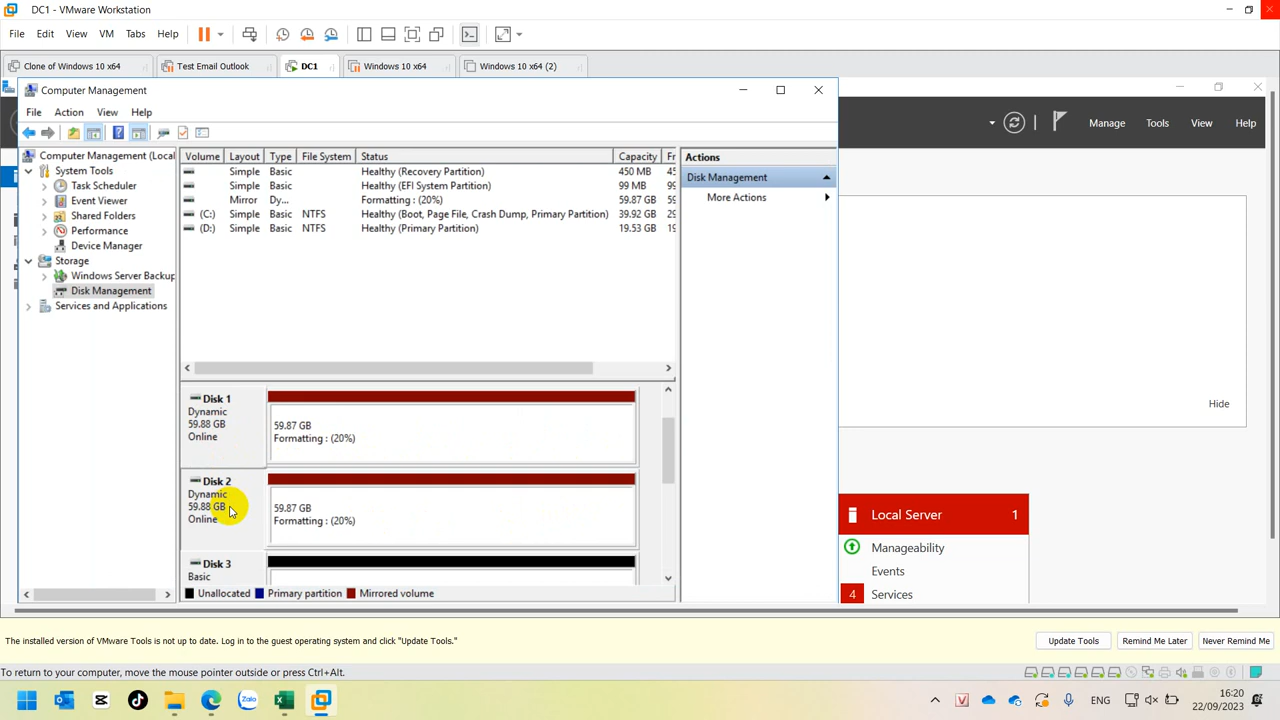 DC1 - VMware Workstation
File Edit View VM Tabs Help
Clone of Windows 10 x64 Test Email Outlook DC1 Windows 10 x64 Windows 10 x64 (2)
Computer Management
File Action View Help
Manage Tools View Help
Computer Management (Local
System Tools
Task Scheduler
Event Viewer
Shared Folders
Performance
Device Manager
Storage
Windows Server Backup
Disk Management
Services and Applications
Volume Layout Type File System Status Capacity Fr
Simple Basic Healthy (Recovery Partition) 450 MB 45
Simple Basic Healthy (EFI System Partition) 99 MB 99
Mirror Dy... Formatting : (20%) 59.87 GB 59
(C:) Simple Basic NTFS Healthy (Boot, Page File, Crash Dump, Primary Partition) 39.92 GB 29
(D:) Simple Basic NTFS Healthy (Primary Partition) 19.53 GB 19
Actions
Disk Management
More Actions
Disk 1
Dynamic
59.88 GB
Online
59.87 GB
Formatting : (20%)
Disk 2
Dynamic
59.88 GB
Online
59.87 GB
Formatting : (20%)
Disk 3
Basic
Unallocated Primary partition Mirrored volume
Hide
Local Server 1
Manageability
Events
4 Services
The installed version of VMware Tools is not up to date. Log in to the guest operating system and click "Update Tools."
Update Tools Remind Me Later Never Remind Me
To return to your computer, move the mouse pointer outside or press Ctrl+Alt.
Zalo
V
ENG
16:20
22/09/2023